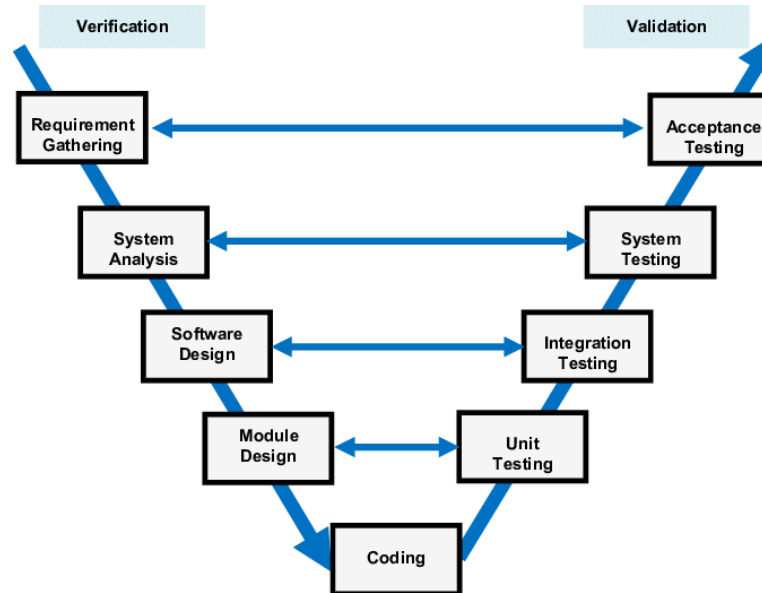 Verification
Validation
Requirement
Gathering
Acceptance
Testing
System
Analysis
System
Testing
Software
Design
Integration
Testing
Module
Design
Unit
Testing
Coding